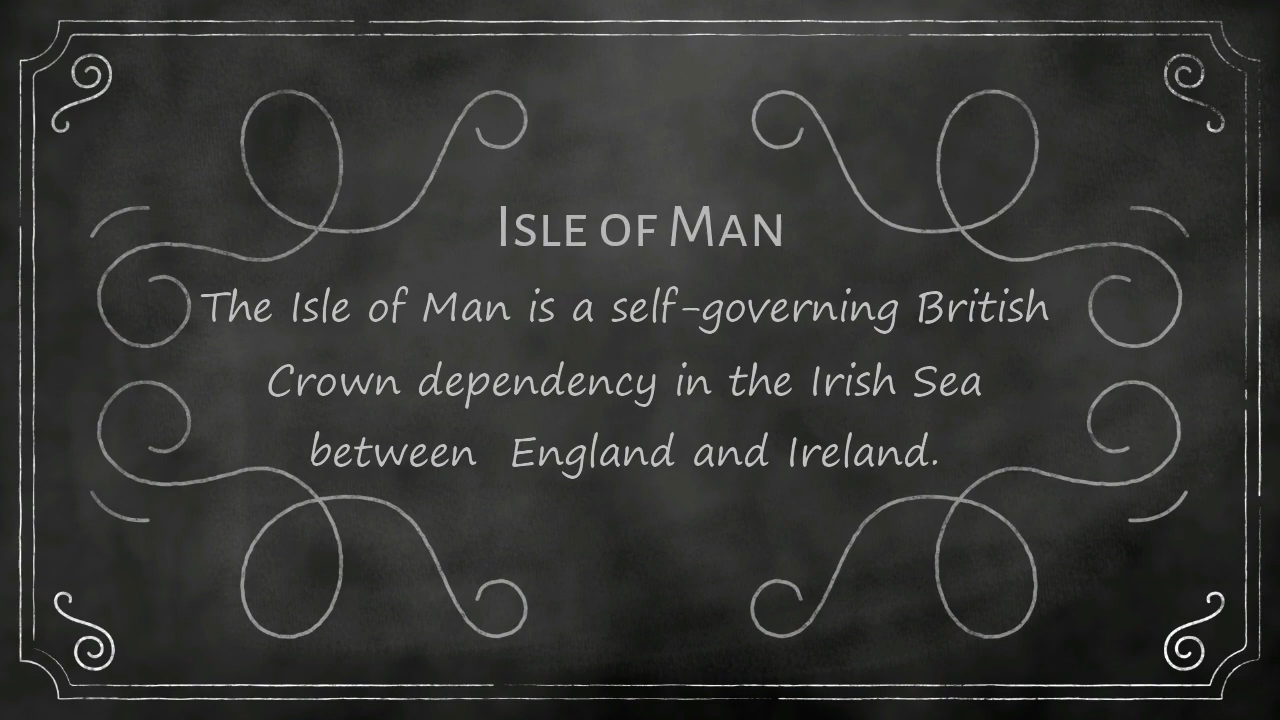 Isle of Man
The Isle of Man is a self-governing British
Crown dependency in the Irish Sea
between  England and Ireland.